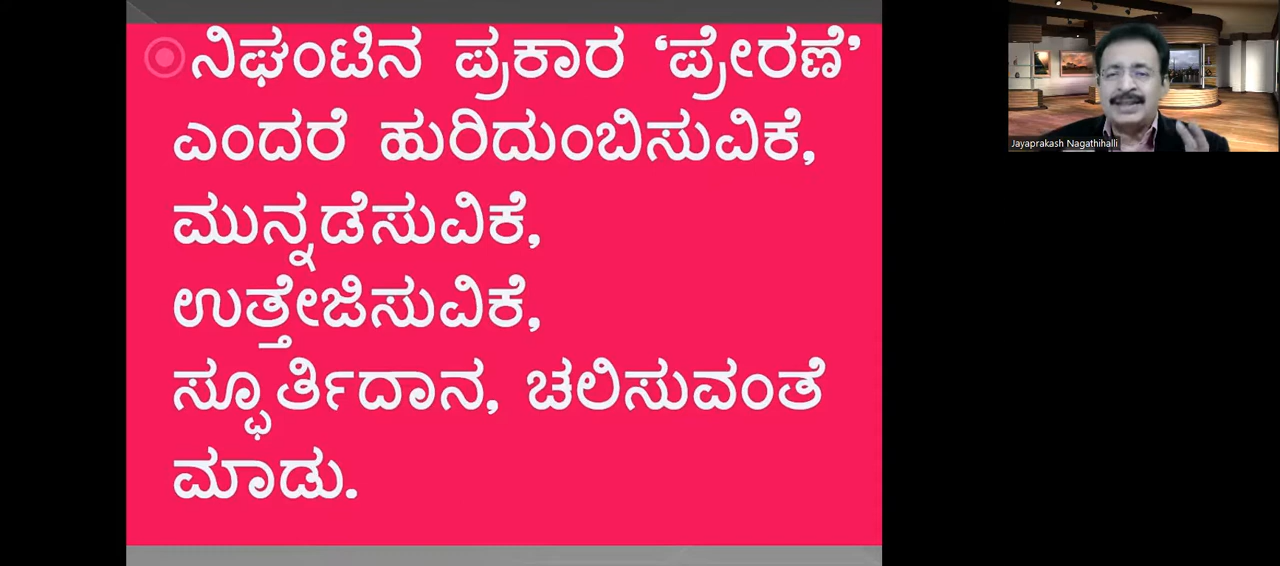 ನಿಘಂಟಿನ ಪ್ರಕಾರ ‘ಪ್ರೇರಣೆ’
ಎಂದರೆ ಹುರಿದುಂಬಿಸುವಿಕೆ,
ಮುನ್ನಡೆಸುವಿಕೆ,
ಉತ್ತೇಜಿಸುವಿಕೆ,
ಸ್ಫೂರ್ತಿದಾನ, ಚಲಿಸುವಂತೆ
ಮಾಡು.
Jayaprakash Nagathihalli